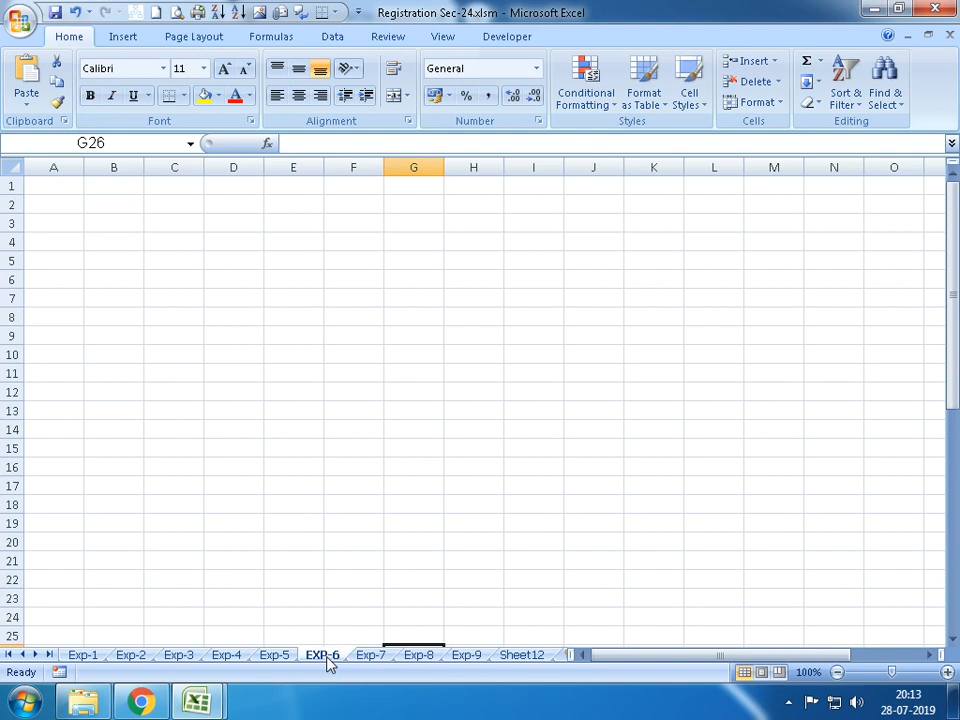 Registration Sec-24.xlsm - Microsoft Excel
Home Insert Page Layout Formulas Data Review View Developer
Paste
Clipboard
Calibri 11
B I U
Font
Alignment
General
% ,
Number
Conditional Formatting
Format as Table
Cell Styles
Styles
Insert
Delete
Format
Cells
Σ
Sort & Filter
Find & Select
Editing
G26 fx
A B C D E F G H I J K L M N O
1
2
3
4
5
6
7
8
9
10
11
12
13
14
15
16
17
18
19
20
21
22
23
24
25
Exp-1 Exp-2 Exp-3 Exp-4 Exp-5 EXP-6 Exp-7 Exp-8 Exp-9 Sheet12
Ready 100%
20:13
28-07-2019